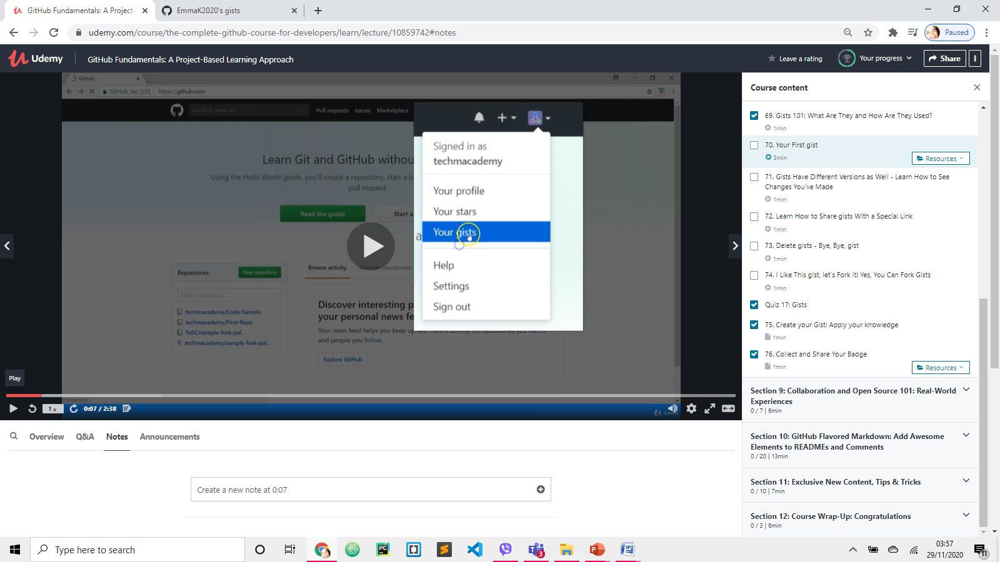 GitHub Fundamentals: A Project-
EmmaK2020's gists
udemy.com/course/the-complete-github-course-for-developers/learn/lecture/10859742#notes
Paused
Udemy
GitHub Fundamentals: A Project-Based Learning Approach
Leave a rating
Your progress
Share
GitHub
GitHub, Inc. [US]
https://github.com
Search or jump to...
Pull requests
Issues
Marketplace
Signed in as
techmacademy
Your profile
Your stars
Your gists
Help
Settings
Sign out
Learn Git and GitHub withou
Using the Hello World guide, you'll create a repository, start a b
pull request.
Read the guide
Start a
Repositories
New repository
Find a repository...
techmacademy/Code-Sample
techmacademy/First-Repo
TefiC/sample-fork-pul...
techmacademy/sample-fork-pul...
Browse activity
Discover repositories
Discover interesting p
your personal news fe
Your news feed helps you keep up with recent activity on repositories you watch
and people you follow.
Explore GitHub
Play
Connecting...
1x
0:07 / 2:38
Udemy
Overview
Q&A
Notes
Announcements
Create a new note at 0:07
Course content
69. Gists 101: What Are They and How Are They Used?
1min
70. Your First gist
3min
Resources
71. Gists Have Different Versions as Well - Learn How to See
Changes You've Made
1min
72. Learn How to Share gists With a Special Link
1min
73. Delete gists - Bye, Bye, gist
1min
74. I Like This gist, let's Fork it! Yes, You Can Fork Gists
1min
Quiz 17: Gists
75. Create your Gist: Apply your knowledge
1min
76. Collect and Share Your Badge
1min
Resources
Section 9: Collaboration and Open Source 101: Real-World
Experiences
0 / 7 | 6min
Section 10: GitHub Flavored Markdown: Add Awesome
Elements to READMEs and Comments
0 / 20 | 13min
Section 11: Exclusive New Content, Tips & Tricks
0 / 10 | 7min
Section 12: Course Wrap-Up: Congratulations
0 / 3 | 6min
Type here to search
PC
3
03:57
29/11/2020
11